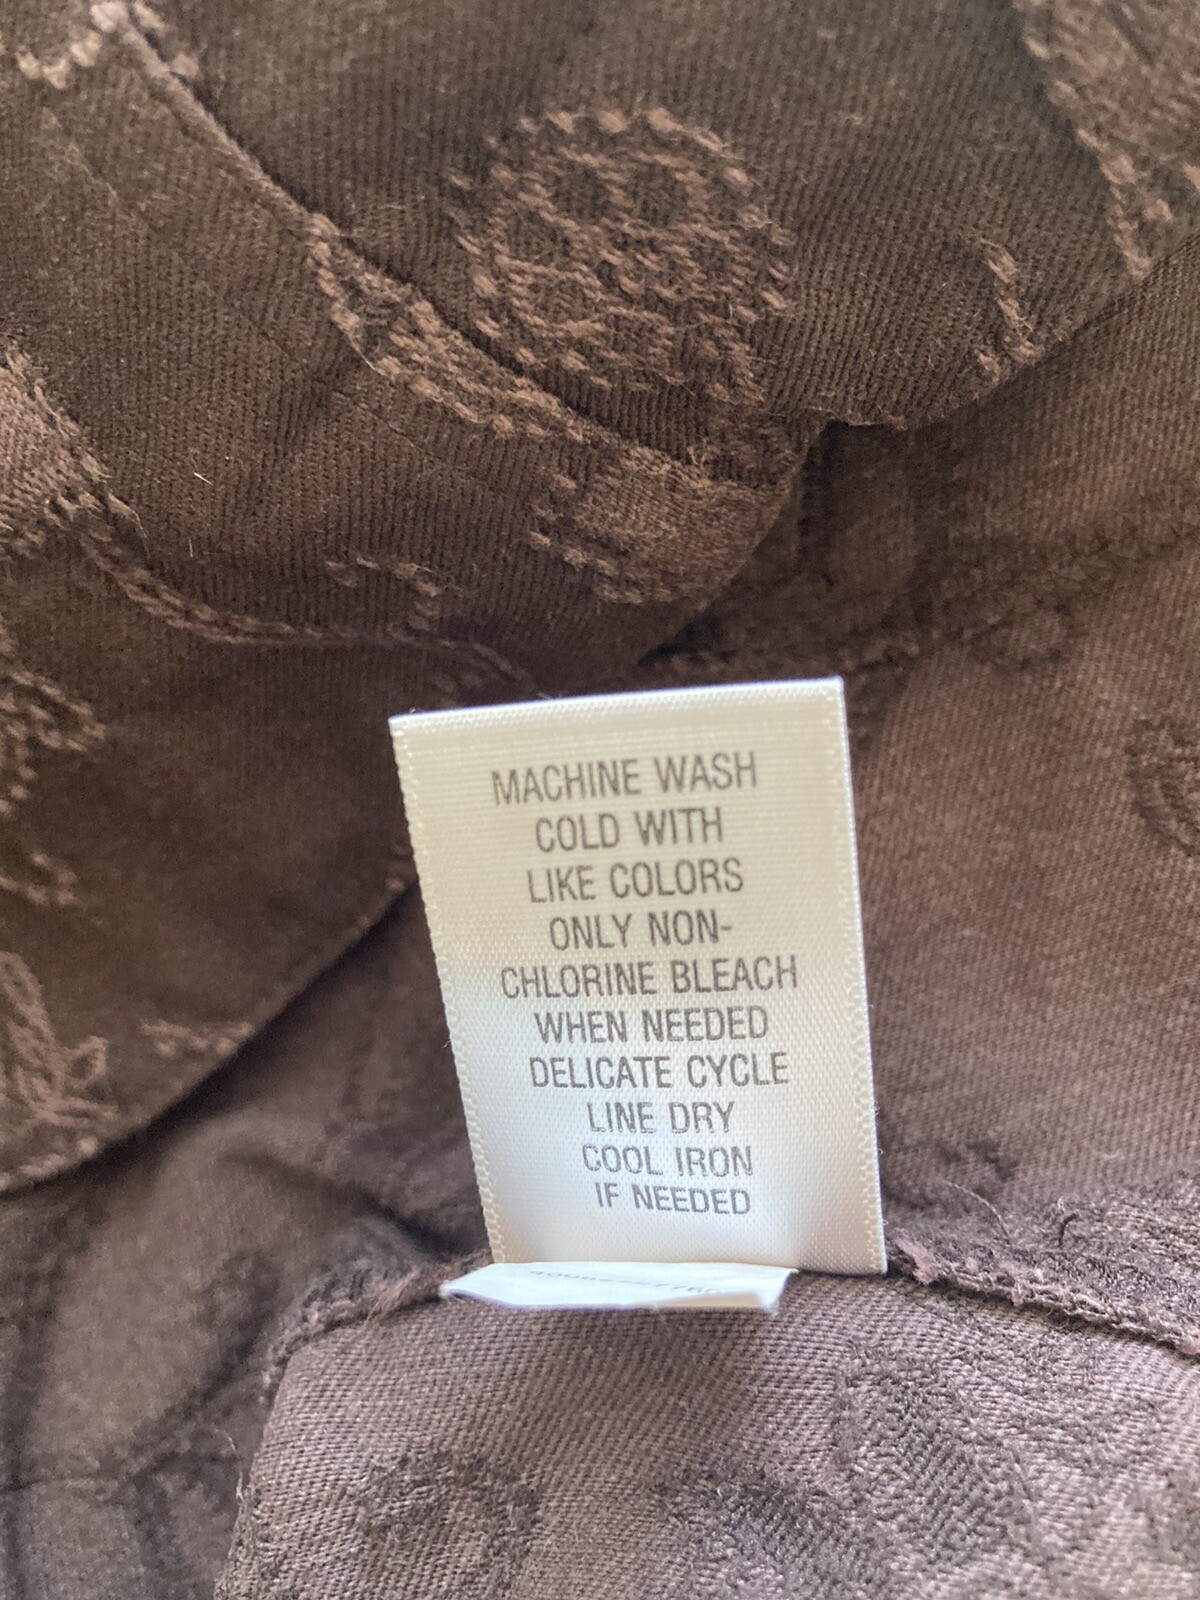 MACHINE WASH
COLD WITH
LIKE COLORS
ONLY NON-
CHLORINE BLEACH
WHEN NEEDED
DELICATE CYCLE
LINE DRY
COOL IRON
IF NEEDED